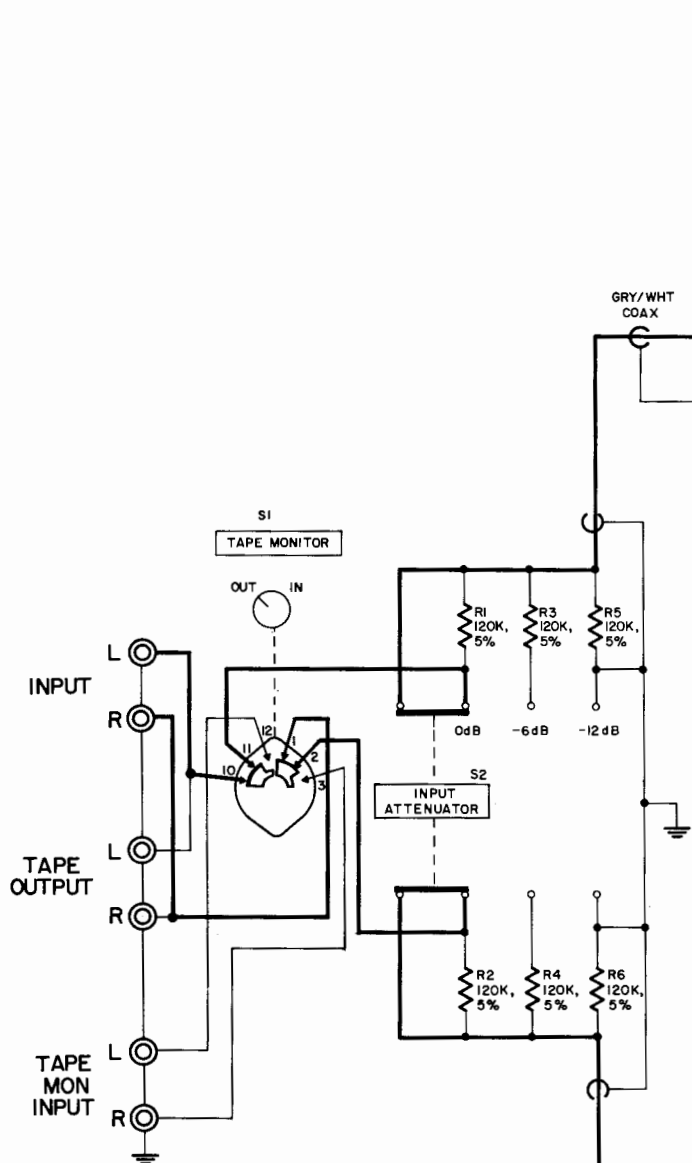 GRY/WHT
COAX
S1
TAPE MONITOR
OUT
IN
L
INPUT
R
12
1
11
2
10
3
R1
120K,
5%
R3
120K,
5%
R5
120K,
5%
0dB
-6dB
-12dB
S2
INPUT
ATTENUATOR
L
TAPE
OUTPUT
R
R2
120K,
5%
R4
120K,
5%
R6
120K,
5%
L
TAPE
MON
INPUT
R